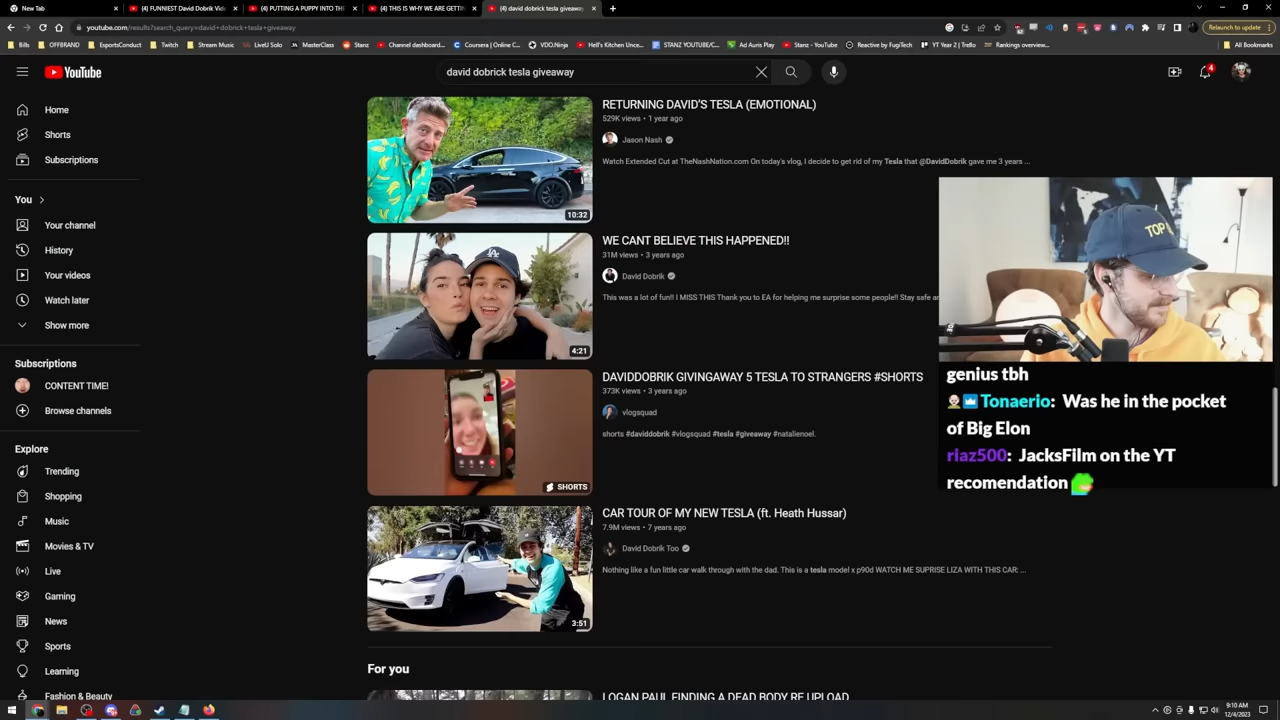 New Tab
(4) FUNNIEST David Dobrik Vide
(4) PUTTING A PUPPY INTO THE
(4) THIS IS WHY WE ARE GETTIN
(4) david dobrick tesla giveaway
youtube.com/results?search_query=david+dobrick+tesla+giveaway
Relaunch to update
Bills
OFFBRAND
EsportsConduct
Twitch
Stream Music
LiveU Solo
MasterClass
Stanz
Channel dashboard...
Coursera | Online C...
VDO.Ninja
Hell's Kitchen Unce...
STANZ YOUTUBE/C...
Ad Auris Play
Stanz - YouTube
Reactive by FugiTech
YT Year 2 | Trello
Rankings overview...
All Bookmarks
YouTube
david dobrick tesla giveaway
4
Home
Shorts
Subscriptions
You
Your channel
History
Your videos
Watch later
Show more
Subscriptions
CONTENT TIME!
Browse channels
Explore
Trending
Shopping
Music
Movies & TV
Live
Gaming
News
Sports
Learning
Fashion & Beauty
10:32
RETURNING DAVID'S TESLA (EMOTIONAL)
529K views • 1 year ago
Jason Nash
Watch Extended Cut at TheNashNation.com On today's vlog, I decide to get rid of my Tesla that @DavidDobrik gave me 3 years ...
LA
4:21
WE CANT BELIEVE THIS HAPPENED!!
31M views • 3 years ago
David Dobrik
This was a lot of fun!! I MISS THIS Thank you to EA for helping me surprise some people!! Stay safe an
SHORTS
DAVIDDOBRIK GIVINGAWAY 5 TESLA TO STRANGERS #SHORTS
373K views • 3 years ago
vlogsquad
shorts #daviddobrik #vlogsquad #tesla #giveaway #natalienoel.
3:51
CAR TOUR OF MY NEW TESLA (ft. Heath Hussar)
7.9M views • 7 years ago
David Dobrik Too
Nothing like a fun little car walk through with the dad. This is a tesla model x p90d WATCH ME SUPRISE LIZA WITH THIS CAR: ...
For you
LOGAN PAUL FINDING A DEAD BODY RE UPLOAD
genius tbh
Tonaerio: Was he in the pocket
of Big Elon
riaz500: JacksFilm on the YT
recomendation
9:10 AM
12/4/2023